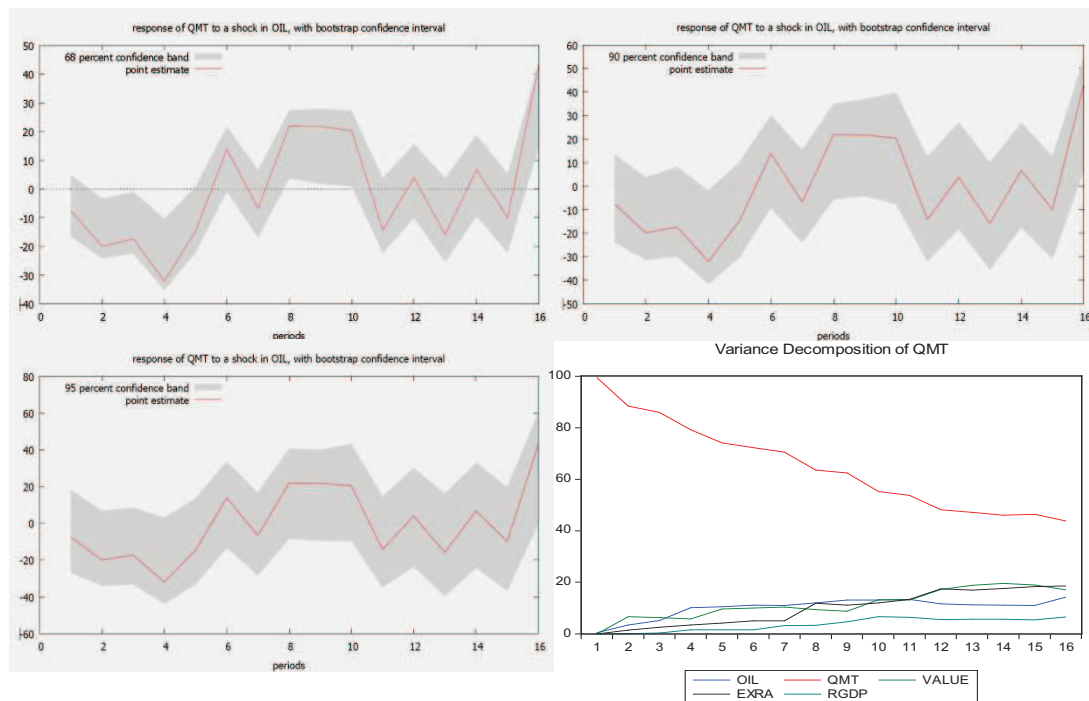 response of QMT to a shock in OIL, with bootstrap confidence interval
50
40
30
20
10
0
-10
-20
-30
-40
68 percent confidence band
point estimate
0 2 4 6 8 10 12 14 16
periods
response of QMT to a shock in OIL, with bootstrap confidence interval
60
50
40
30
20
10
0
-10
-20
-30
-40
-50
90 percent confidence band
point estimate
0 2 4 6 8 10 12 14 16
periods
response of QMT to a shock in OIL, with bootstrap confidence interval
80
60
40
20
0
-20
-40
-60
95 percent confidence band
point estimate
0 2 4 6 8 10 12 14 16
periods
Variance Decomposition of QMT
100
80
60
40
20
0
1 2 3 4 5 6 7 8 9 10 11 12 13 14 15 16
OIL QMT VALUE
EXRA RGDP